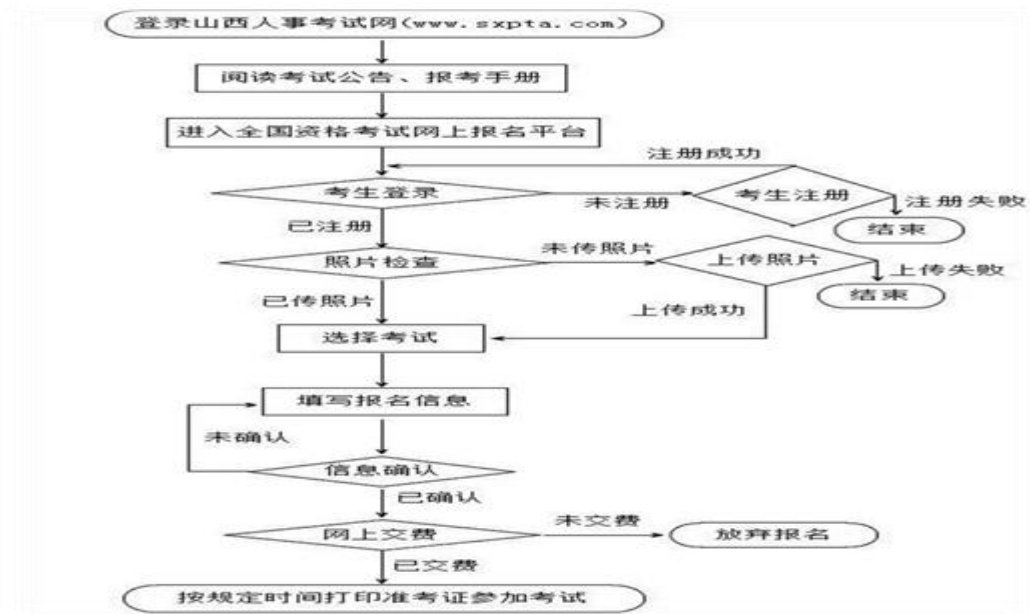 登录山西人事考试网(www.sxpta.com)
阅读考试公告、报考手册
进入全国资格考试网上报名平台
注册成功
考生登录
未注册
考生注册
注册失败
已注册
结束
照片检查
未传照片
上传照片
上传失败
已传照片
结束
上传成功
选择考试
填写报名信息
未确认
信息确认
已确认
网上交费
未交费
放弃报名
已交费
按规定时间打印准考证参加考试